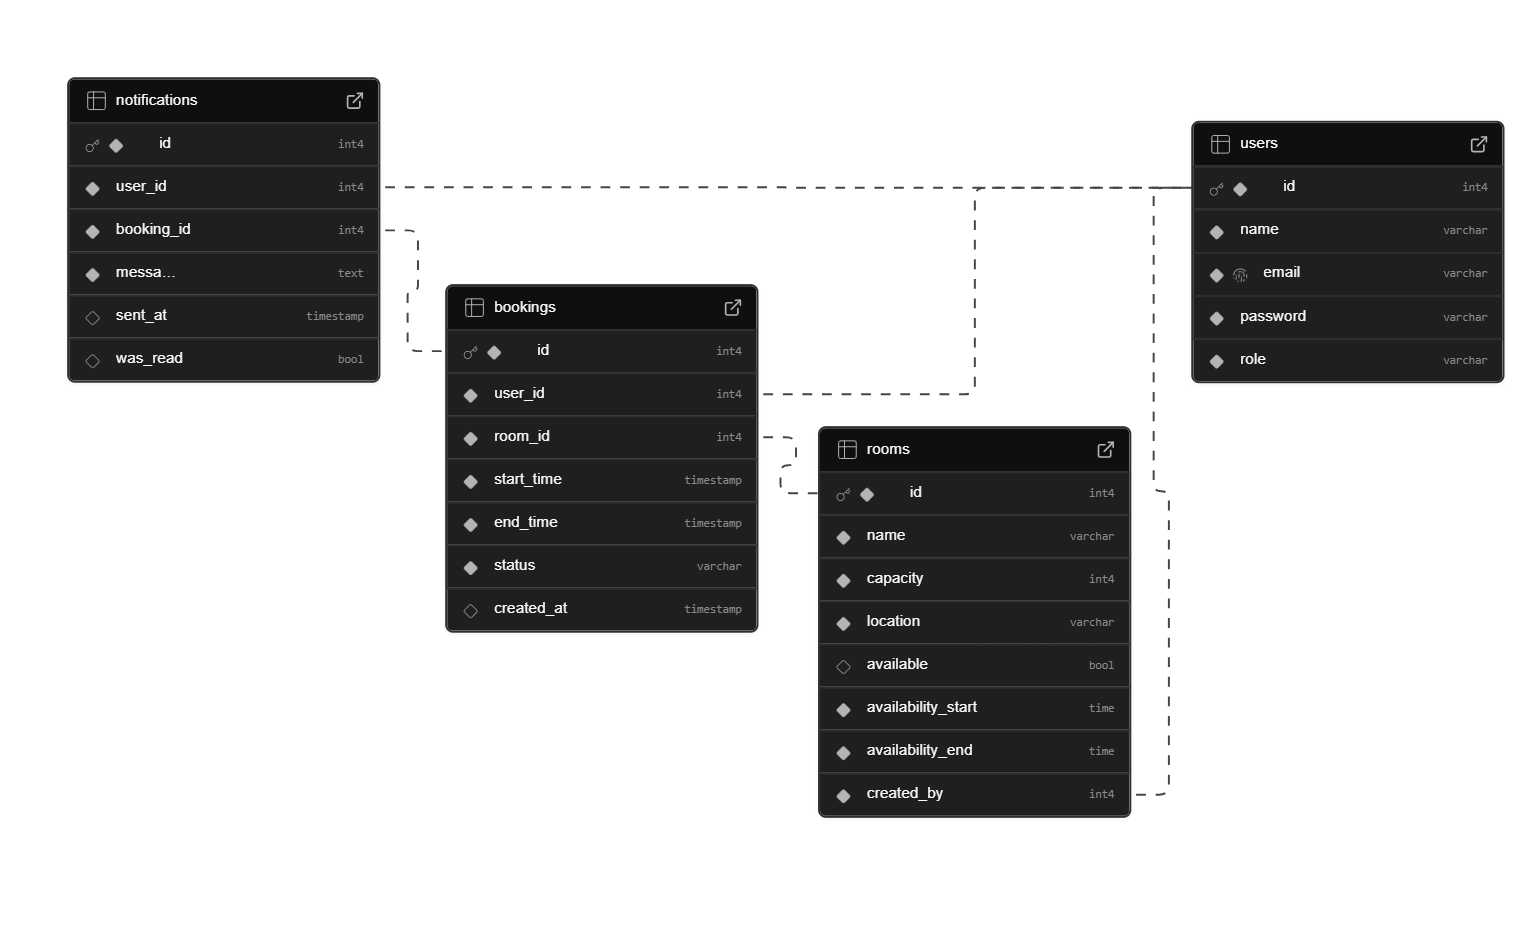 notifications
id int4
user_id int4
booking_id int4
messa... text
sent_at timestamp
was_read bool
bookings
id int4
user_id int4
room_id int4
start_time timestamp
end_time timestamp
status varchar
created_at timestamp
rooms
id int4
name varchar
capacity int4
location varchar
available bool
availability_start time
availability_end time
created_by int4
users
id int4
name varchar
email varchar
password varchar
role varchar